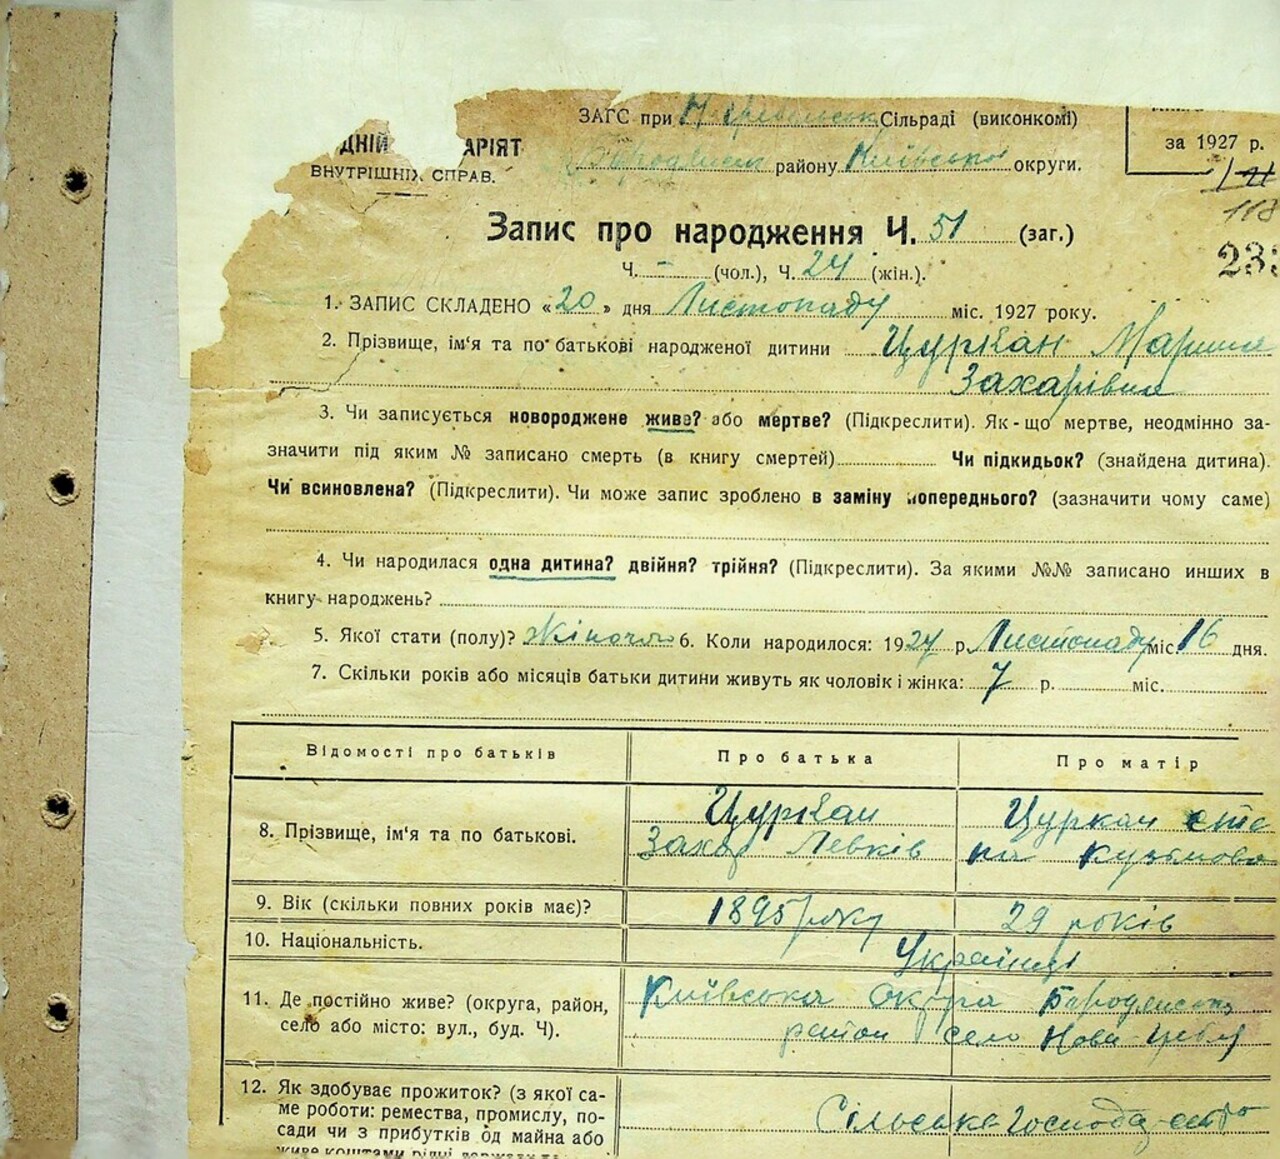 ЗАГС при Сільраді (виконкомі)
за 1927 р.
ДНІЙ АРІЯТ
ВНУТРІШНІХ СПРАВ.
району Київської округи.
118
Запис про народження Ч. 51 (заг.)
23
Ч. - (чол.), Ч. 24 (жін.).
1. ЗАПИС СКЛАДЕНО «20» дня Листопаду міс. 1927 року.
2. Прізвище, ім'я та по батькові народженої дитини Цуркан
Захарівна
3. Чи записується новороджене живе? або мертве? (Підкреслити). Як-що мертве, неодмінно за-
значити під яким № записано смерть (в книгу смертей) Чи підкидьок? (знайдена дитина).
Чи всиновлена? (Підкреслити). Чи може запис зроблено в заміну попереднього? (зазначити чому саме)
4. Чи народилася одна дитина? двійня? трійня? (Підкреслити). За якими №№ записано инших в
книгу народжень?
5. Якої стати (полу)? Жіночої 6. Коли народилося: 1927 р. Листопаду міс. 16 дня.
7. Скільки років або місяців батьки дитини живуть як чоловік і жінка: 7 р. міс.
Відомості про батьків Про батька Про матір
8. Прізвище, ім'я та по батькові. Цуркан Цуркан
Захар Левків Кузьмова
9. Вік (скільки повних років має)? 1895 року 29 років
10. Національність. Українці
11. Де постійно живе? (округа, район, Київська округа
село або місто: вул., буд. Ч). район село Нова Гребля
12. Як здобуває прожиток? (з якої са-
ме роботи: ремества, промислу, по- Сільське
сади чи з прибутків од майна або